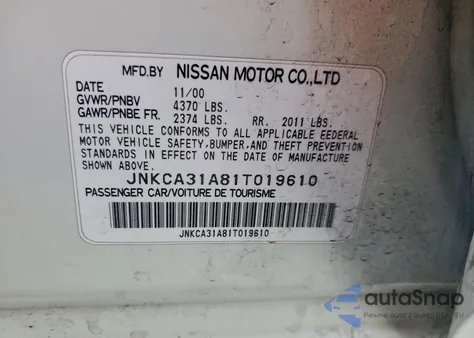 MFD.BY NISSAN MOTOR CO.,LTD
DATE 11/00
GVWR/PNBV 4370 LBS.
GAWR/PNBE FR. 2374 LBS. RR. 2011 LBS.
THIS VEHICLE CONFORMS TO ALL APPLICABLE FEDERAL
MOTOR VEHICLE SAFETY,BUMPER,AND THEFT PREVENTION
STANDARDS IN EFFECT ON THE DATE OF MANUFACTURE
SHOWN ABOVE.
JNKCA31A81T019610
PASSENGER CAR/VOITURE DE TOURISME
JNKCA31A81T019610
autoSnap
Pewne auta z